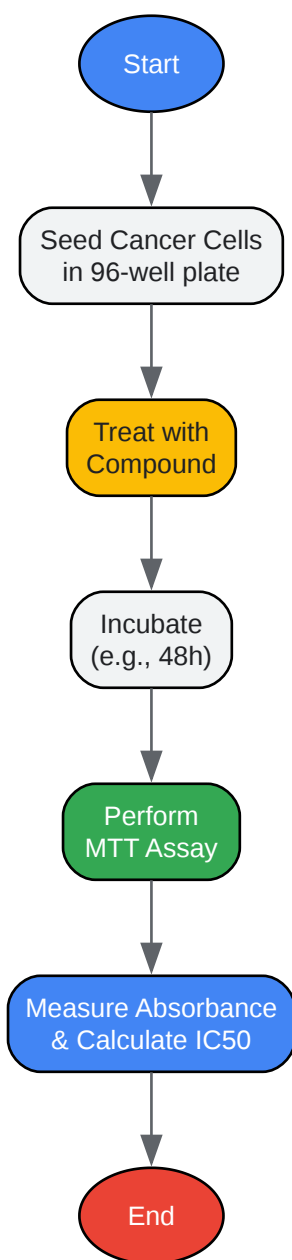 Start
Seed Cancer Cells
in 96-well plate
Treat with
Compound
Incubate
(e.g., 48h)
Perform
MTT Assay
Measure Absorbance
& Calculate IC50
End